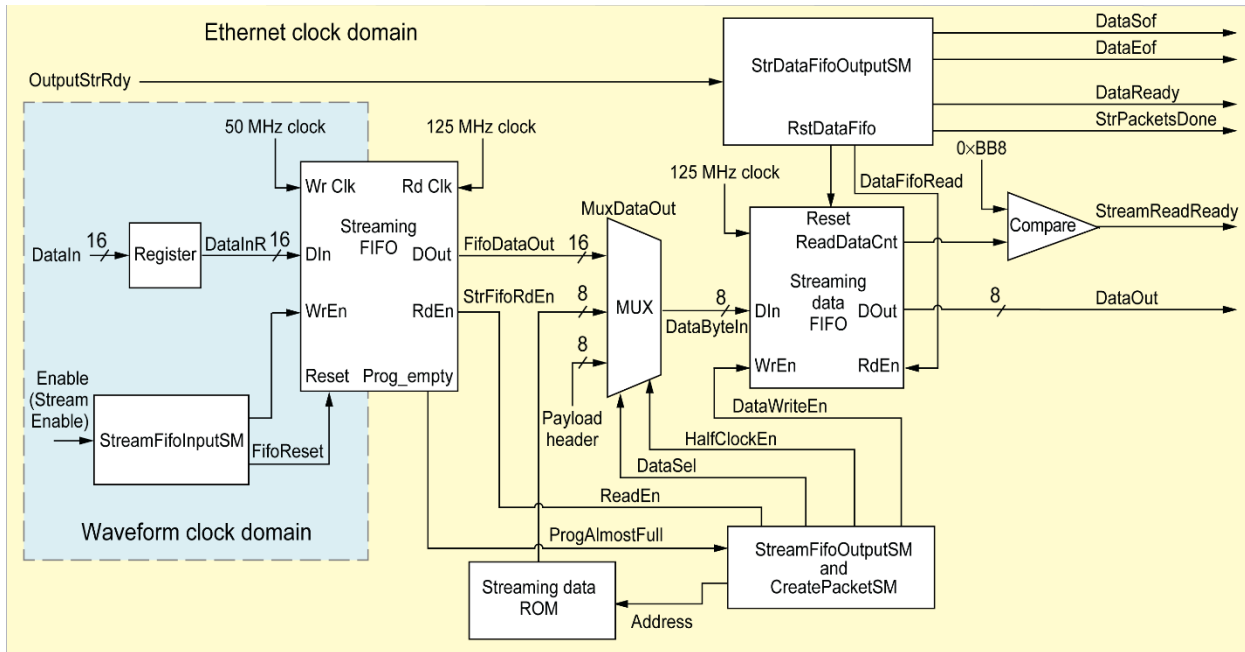 Ethernet clock domain
OutputStrRdy
StrDataFifoOutputSM
RstDataFifo
DataSof
DataEof
DataReady
StrPacketsDone
50 MHz clock
125 MHz clock
Wr Clk
Rd Clk
Streaming
FIFO
DataIn
16
Register
DataInR
16
DIn
DOut
WrEn
RdEn
Reset
Prog_empty
Enable
(Stream
Enable)
StreamFifoInputSM
FifoReset
Waveform clock domain
FifoDataOut
16
StrFifoRdEn
8
8
MuxDataOut
MUX
Payload
header
8
DataByteIn
125 MHz clock
DataFifoRead
Reset
ReadDataCnt
Streaming
data
FIFO
DIn
DOut
WrEn
RdEn
0×BB8
Compare
StreamReadReady
8
DataOut
DataWriteEn
HalfClockEn
DataSel
ReadEn
ProgAlmostFull
StreamFifoOutputSM
and
CreatePacketSM
Streaming data
ROM
Address